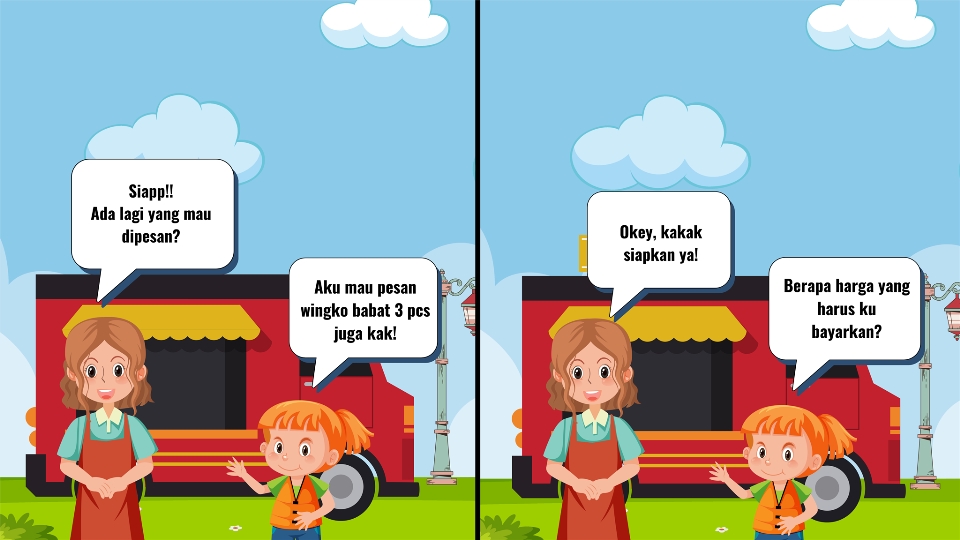 Siapp!!
Ada lagi yang mau
dipesan?
Aku mau pesan
wingko babat 3 pcs
juga kak!
Okey, kakak
siapkan ya!
Berapa harga yang
harus ku
bayarkan?